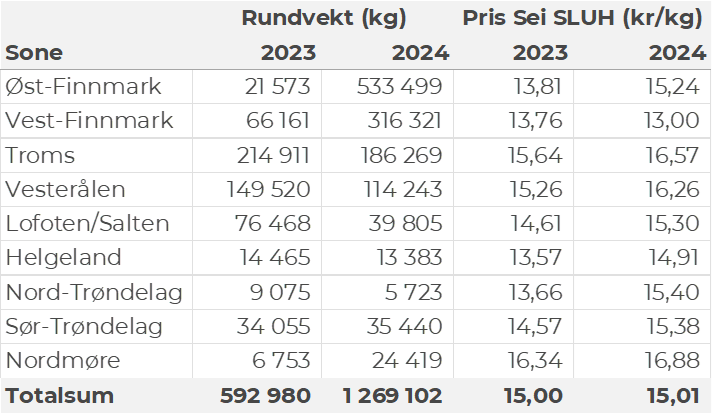 Rundvekt (kg) Pris Sei SLUH (kr/kg)
Sone 2023 2024 2023 2024
Øst-Finnmark 21 573 533 499 13,81 15,24
Vest-Finnmark 66 161 316 321 13,76 13,00
Troms 214 911 186 269 15,64 16,57
Vesterålen 149 520 114 243 15,26 16,26
Lofoten/Salten 76 468 39 805 14,61 15,30
Helgeland 14 465 13 383 13,57 14,91
Nord-Trøndelag 9 075 5 723 13,66 15,40
Sør-Trøndelag 34 055 35 440 14,57 15,38
Nordmøre 6 753 24 419 16,34 16,88
Totalsum 592 980 1 269 102 15,00 15,01